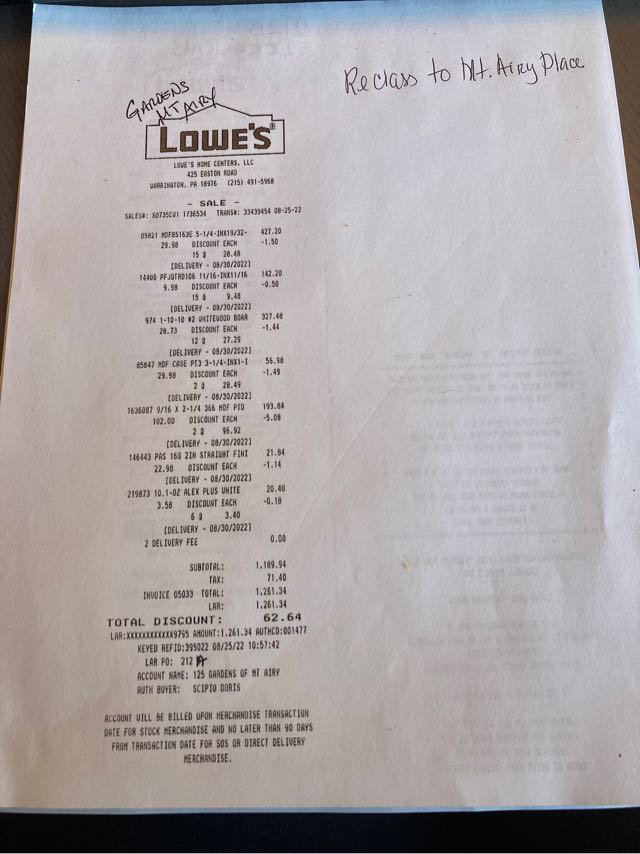 Reclass to Mt. Airy Place
GARDENS
MT AIRY
LOWE'S
LOWE'S HOME CENTERS, LLC
425 EASTON ROAD
WARRINGTON, PA 18976 (215) 491-5968
- SALE -
SALES#: S0735CV1 1736534 TRANS#: 33439454 08-25-22
05821 MDFBS163E 5-1/4-INX19/32- 427.20
29.98 DISCOUNT EACH -1.50
15 @ 28.48
[DELIVERY - 08/30/2022]
14406 PFJQTRD106 11/16-INX11/16 142.20
9.98 DISCOUNT EACH -0.50
15 @ 9.48
[DELIVERY - 08/30/2022]
974 1-10-10 #2 WHITEWOOD BOAR 327.48
28.73 DISCOUNT EACH -1.44
12 @ 27.29
[DELIVERY - 08/30/2022]
85847 MDF CASE PT3 3-1/4-INX1-I 56.98
29.98 DISCOUNT EACH -1.49
2 @ 28.49
[DELIVERY - 08/30/2022]
1636087 9/16 X 2-1/4 366 MDF PTD 193.84
102.00 DISCOUNT EACH -5.08
2 @ 96.92
[DELIVERY - 08/30/2022]
146443 PAS 16G 2IN STRAIGHT FINI 21.84
22.98 DISCOUNT EACH -1.14
[DELIVERY - 08/30/2022]
219873 10.1-OZ ALEX PLUS WHITE 20.40
3.58 DISCOUNT EACH -0.18
6 @ 3.40
[DELIVERY - 08/30/2022]
2 DELIVERY FEE 0.00
SUBTOTAL: 1,189.94
TAX: 71.40
INVOICE 05033 TOTAL: 1,261.34
LAR: 1,261.34
TOTAL DISCOUNT: 62.64
LAR:XXXXXXXXXXXX9795 AMOUNT:1,261.34 AUTHCD:001477
KEYED REFID:395022 08/25/22 10:57:42
LAR PO: 212 A
ACCOUNT NAME: 125 GARDENS OF MT AIRY
AUTH BUYER: SCIPIO DORIS
ACCOUNT WILL BE BILLED UPON MERCHANDISE TRANSACTION
DATE FOR STOCK MERCHANDISE AND NO LATER THAN 90 DAYS
FROM TRANSACTION DATE FOR SOS OR DIRECT DELIVERY
MERCHANDISE.